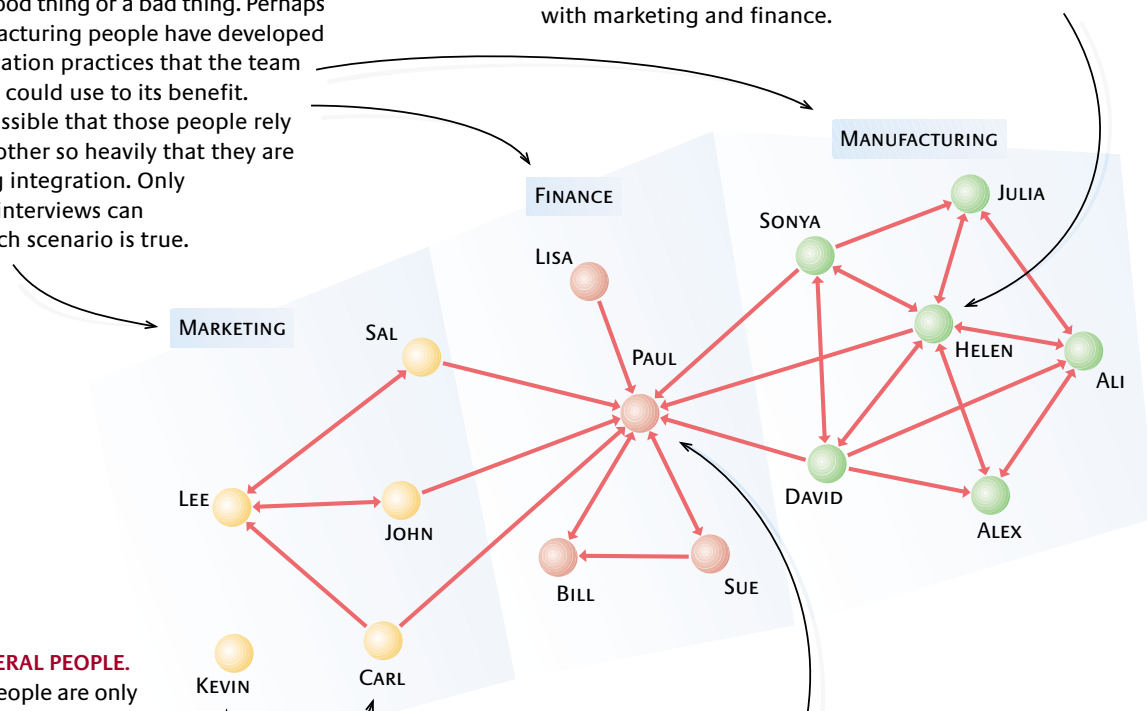 ood thing or a bad thing. Perhaps
acturing people have developed
ation practices that the team
could use to its benefit.
ssible that those people rely
other so heavily that they are
g integration. Only
interviews can
ch scenario is true.
with marketing and finance.
MANUFACTURING
FINANCE
MARKETING
JULIA
SONYA
LISA
SAL
PAUL
HELEN
ALI
LEE
JOHN
DAVID
ALEX
BILL
SUE
CARL
KEVIN
ERAL PEOPLE.
eople are only